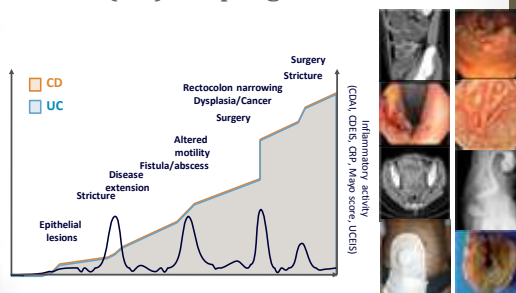 Surgery
Stricture
Rectocolon narrowing
Dysplasia/Cancer
Surgery
Altered
motility
Fistula/abscess
Disease
extension
Stricture
Epithelial
lesions
CD
UC
Inflammatory activity
(CDAI, CDEIS, CRP, Mayo score, UCEIS)